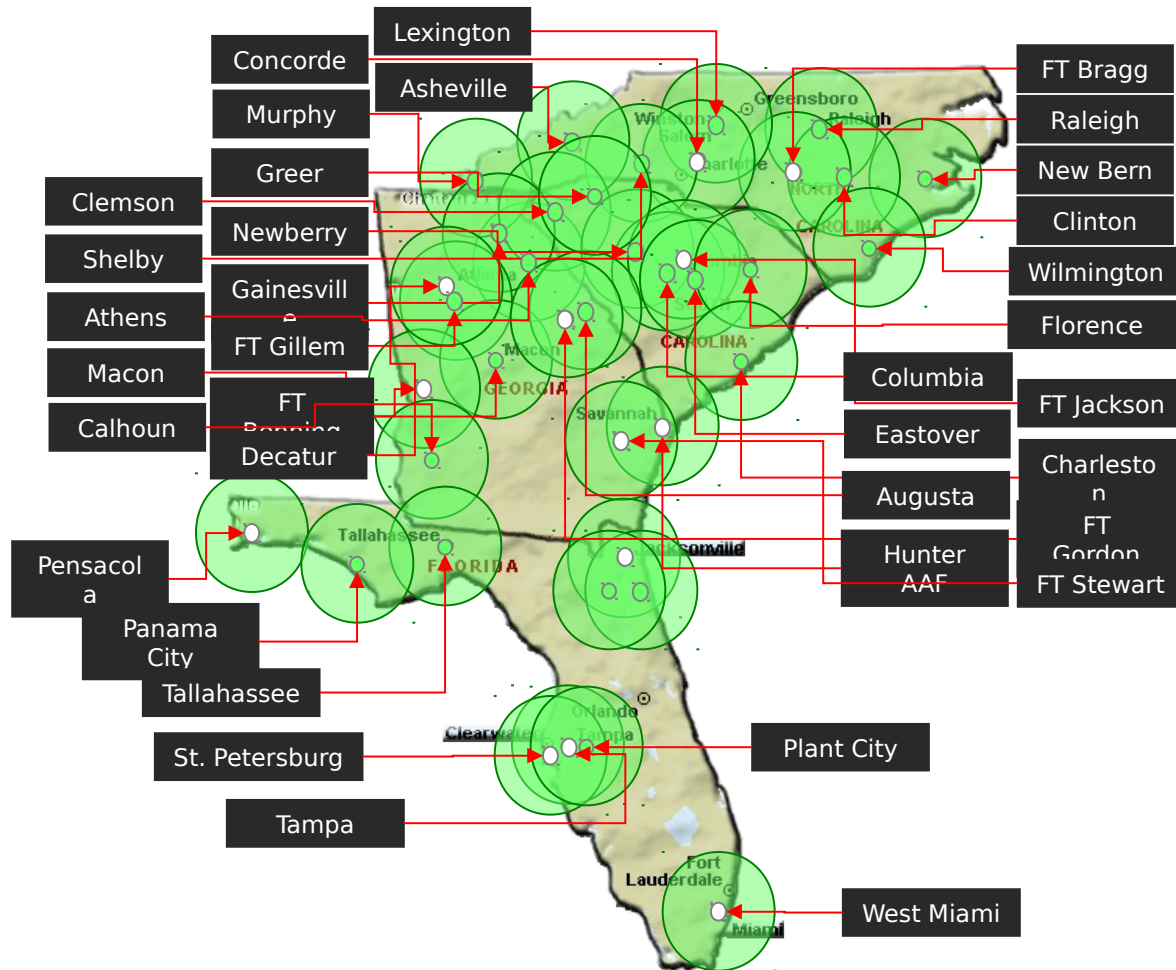 Lexington
Concorde
Asheville
FT Bragg
Murphy
Raleigh
Greer
New Bern
Clemson
Clinton
Newberry
Shelby
Wilmington
Gainesvill
e
Athens
Florence
FT Gillem
Macon
Columbia
FT
Benning
FT Jackson
Calhoun
Eastover
Decatur
Charlesto
n
Augusta
FT
Gordon
Hunter
AAF
FT Stewart
Pensacol
a
Panama
City
Tallahassee
St. Petersburg
Plant City
Tampa
West Miami
Greensboro
Winston
Salem
Raleigh
Charlotte
NORTH
CAROLINA
Atlanta
CAROLINA
Macon
GEORGIA
Savannah
Tallahassee
Jacksonville
FLORIDA
Orlando
Clearwater
Tampa
Fort
Lauderdale
Miami